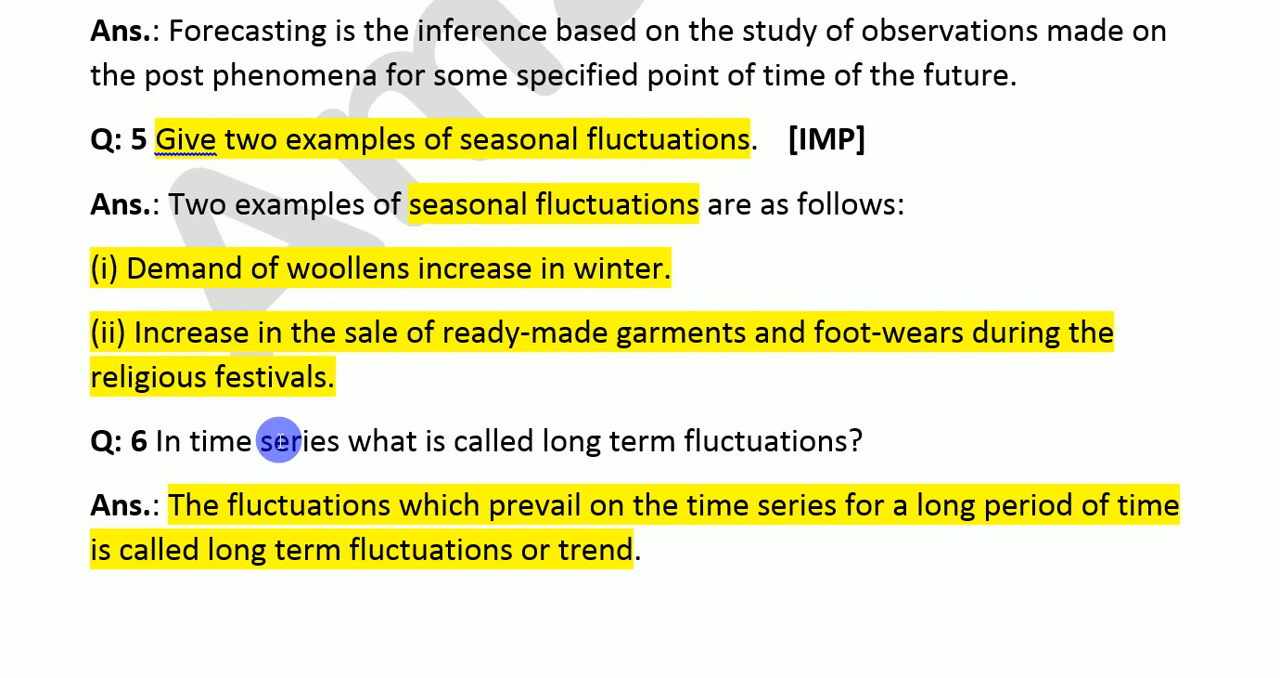 Ans.: Forecasting is the inference based on the study of observations made on
the post phenomena for some specified point of time of the future.
Q: 5 Give two examples of seasonal fluctuations. [IMP]
Ans.: Two examples of seasonal fluctuations are as follows:
(i) Demand of woollens increase in winter.
(ii) Increase in the sale of ready-made garments and foot-wears during the
religious festivals.
Q: 6 In time series what is called long term fluctuations?
Ans.: The fluctuations which prevail on the time series for a long period of time
is called long term fluctuations or trend.